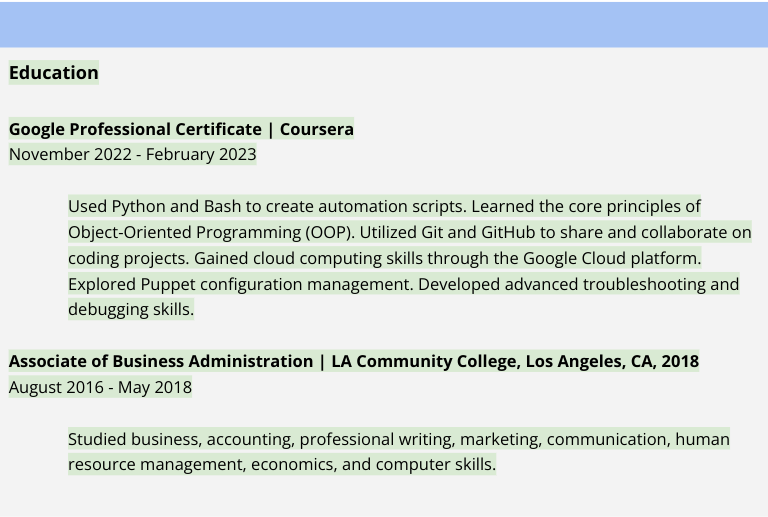 Education
Google Professional Certificate | Coursera
November 2022 - February 2023
Used Python and Bash to create automation scripts. Learned the core principles of
Object-Oriented Programming (OOP). Utilized Git and GitHub to share and collaborate on
coding projects. Gained cloud computing skills through the Google Cloud platform.
Explored Puppet configuration management. Developed advanced troubleshooting and
debugging skills.
Associate of Business Administration | LA Community College, Los Angeles, CA, 2018
August 2016 - May 2018
Studied business, accounting, professional writing, marketing, communication, human
resource management, economics, and computer skills.